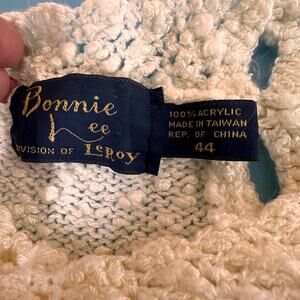 Bonnie
Lee
DIVISION OF LeRoy
100% ACRYLIC
MADE IN TAIWAN
REP. OF CHINA
44